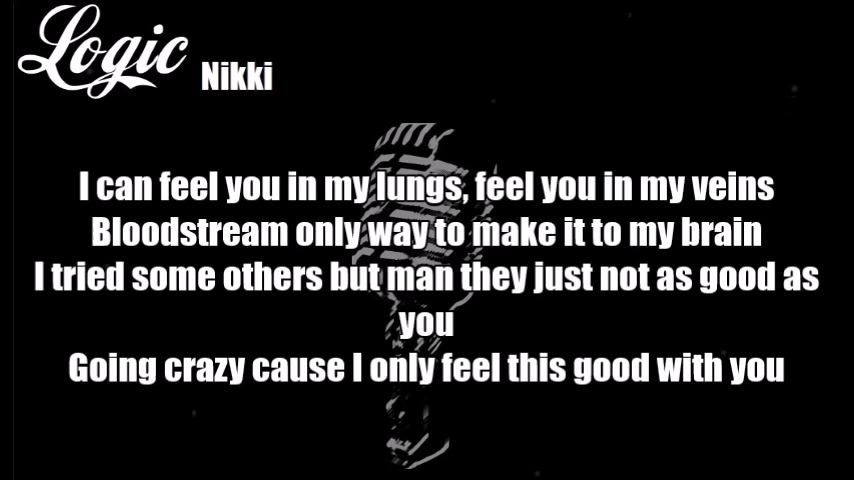 Logic Nikki
I can feel you in my lungs, feel you in my veins
Bloodstream only way to make it to my brain
I tried some others but man they just not as good as
you
Going crazy cause I only feel this good with you